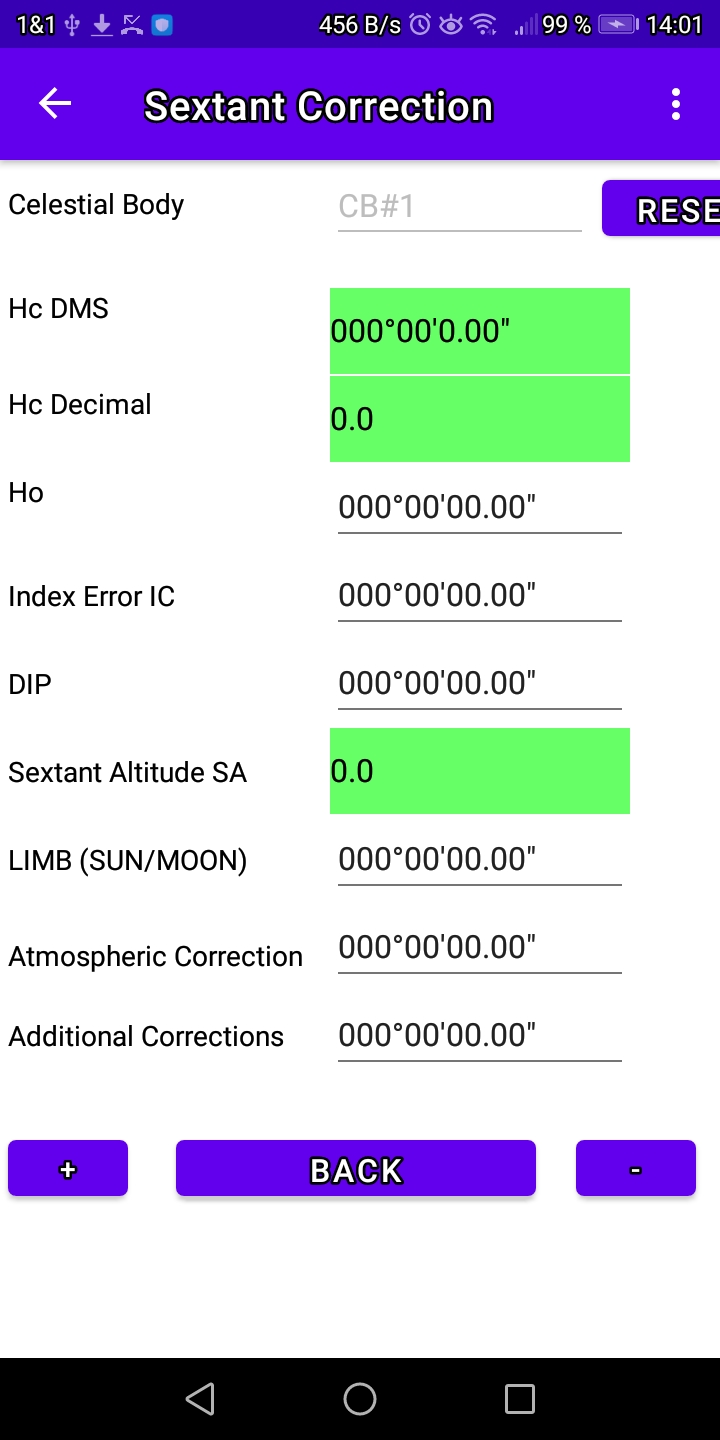 1&1 456 B/s 99 % 14:01
Sextant Correction
Celestial Body CB#1 RESE
Hc DMS 000°00'0.00"
Hc Decimal 0.0
Ho 000°00'00.00"
Index Error IC 000°00'00.00"
DIP 000°00'00.00"
Sextant Altitude SA 0.0
LIMB (SUN/MOON) 000°00'00.00"
Atmospheric Correction 000°00'00.00"
Additional Corrections 000°00'00.00"
+ BACK -